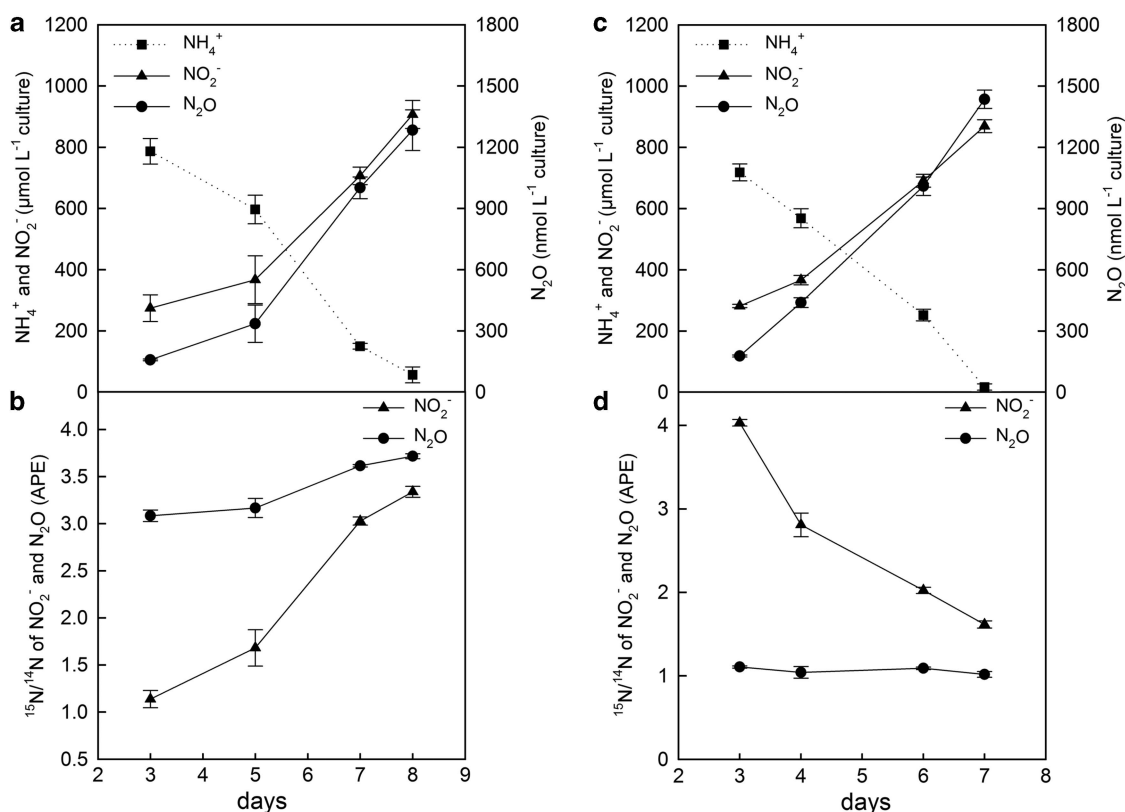 a
NH₄⁺
NO₂⁻
N₂O
1200
1000
800
600
400
200
0
NH₄⁺ and NO₂⁻ (µmol L⁻¹ culture)
1800
1500
1200
900
600
300
0
N₂O (nmol L⁻¹ culture)
b
NO₂⁻
N₂O
4.0
3.5
3.0
2.5
2.0
1.5
1.0
0.5
¹⁵N/¹⁴N of NO₂⁻ and N₂O (APE)
2 3 4 5 6 7 8 9
days
c
NH₄⁺
NO₂⁻
N₂O
1200
1000
800
600
400
200
0
NH₄⁺ and NO₂⁻ (µmol L⁻¹ culture)
1800
1500
1200
900
600
300
0
N₂O (nmol L⁻¹ culture)
d
NO₂⁻
N₂O
4
3
2
1
0
¹⁵N/¹⁴N of NO₂⁻ and N₂O (APE)
2 3 4 5 6 7 8
days